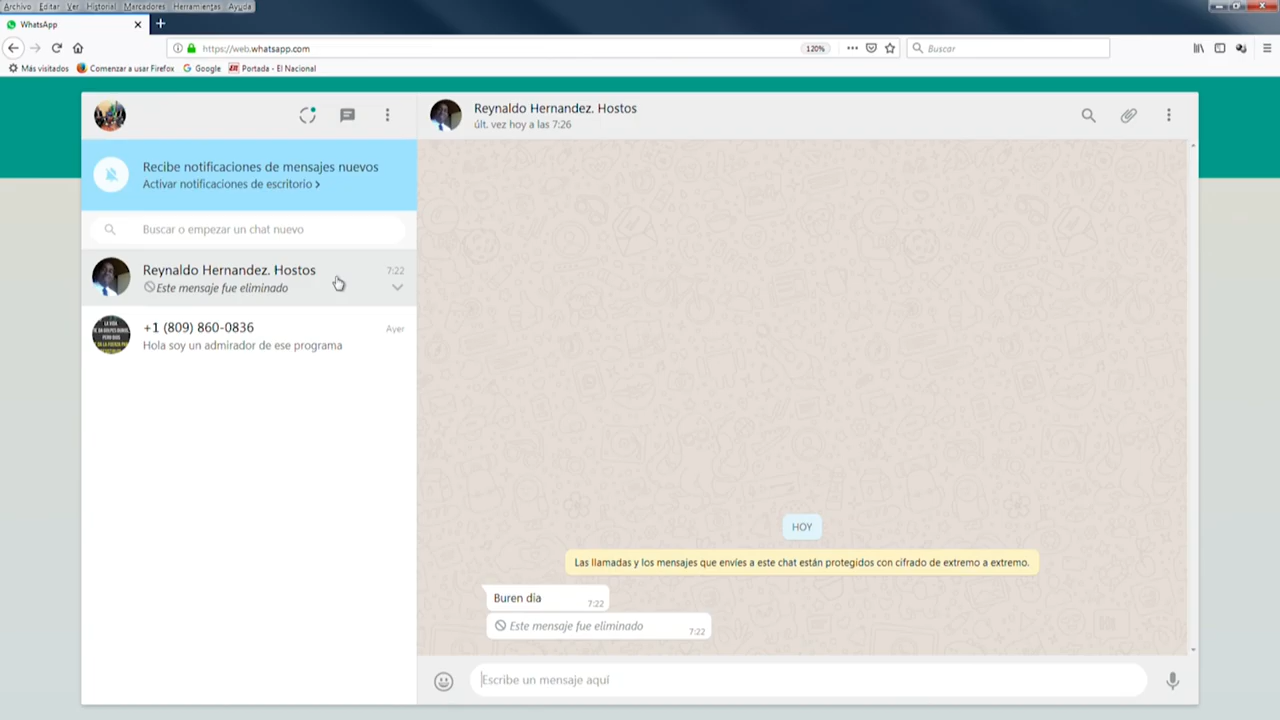 Archivo Editar Ver Historial Marcadores Herramientas Ayuda
WhatsApp
https://web.whatsapp.com
120%
Buscar
Más visitados Comenzar a usar Firefox Google Portada - El Nacional
Reynaldo Hernandez. Hostos
últ. vez hoy a las 7:26
Recibe notificaciones de mensajes nuevos
Activar notificaciones de escritorio >
Buscar o empezar un chat nuevo
Reynaldo Hernandez. Hostos 7:22
Este mensaje fue eliminado
+1 (809) 860-0836 Ayer
Hola soy un admirador de ese programa
HOY
Las llamadas y los mensajes que envíes a este chat están protegidos con cifrado de extremo a extremo.
Buren día 7:22
Este mensaje fue eliminado 7:22
Escribe un mensaje aquí